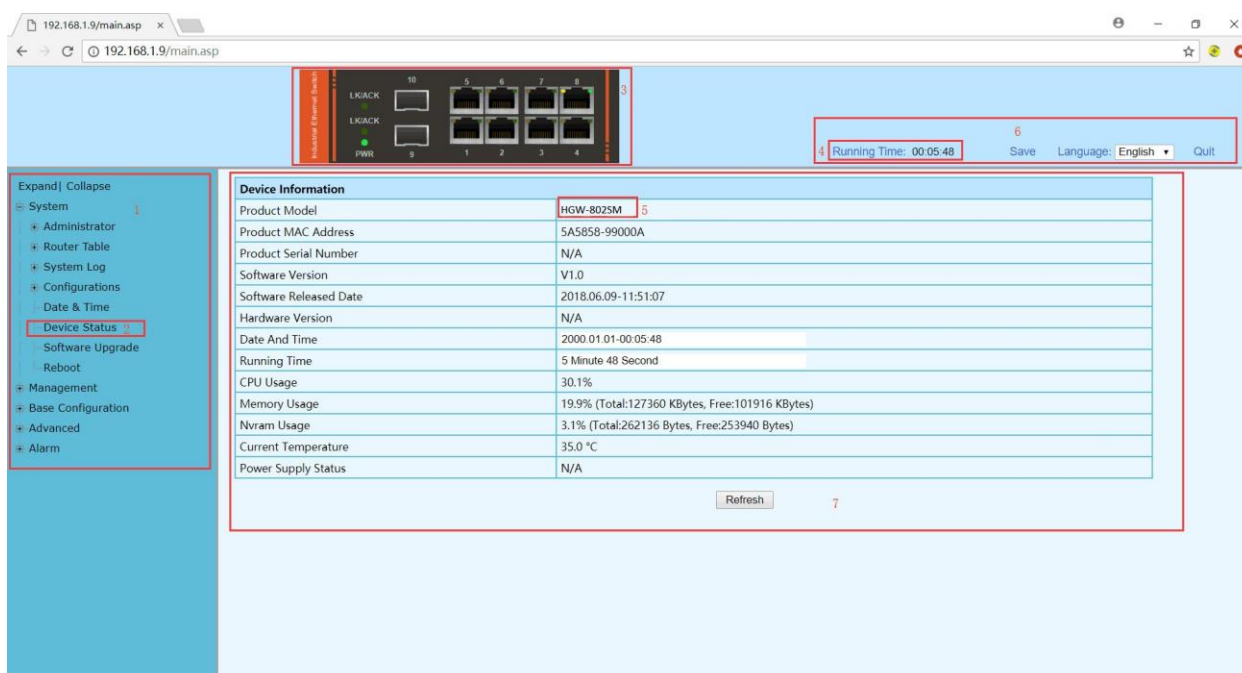 192.168.1.9/main.asp
192.168.1.9/main.asp
Industrial Ethernet Switch
10 5 6 7 8
LK/ACK
LK/ACK
PWR 9 1 2 3 4
3
6
4 Running Time: 00:05:48 Save Language: English Quit
Expand| Collapse
System 1
Administrator
Router Table
System Log
Configurations
Date & Time
Device Status 2
Software Upgrade
Reboot
Management
Base Configuration
Advanced
Alarm
Device Information
Product Model HGW-802SM 5
Product MAC Address 5A5858-99000A
Product Serial Number N/A
Software Version V1.0
Software Released Date 2018.06.09-11:51:07
Hardware Version N/A
Date And Time 2000.01.01-00:05:48
Running Time 5 Minute 48 Second
CPU Usage 30.1%
Memory Usage 19.9% (Total:127360 KBytes, Free:101916 KBytes)
Nvram Usage 3.1% (Total:262136 Bytes, Free:253940 Bytes)
Current Temperature 35.0 °C
Power Supply Status N/A
Refresh 7